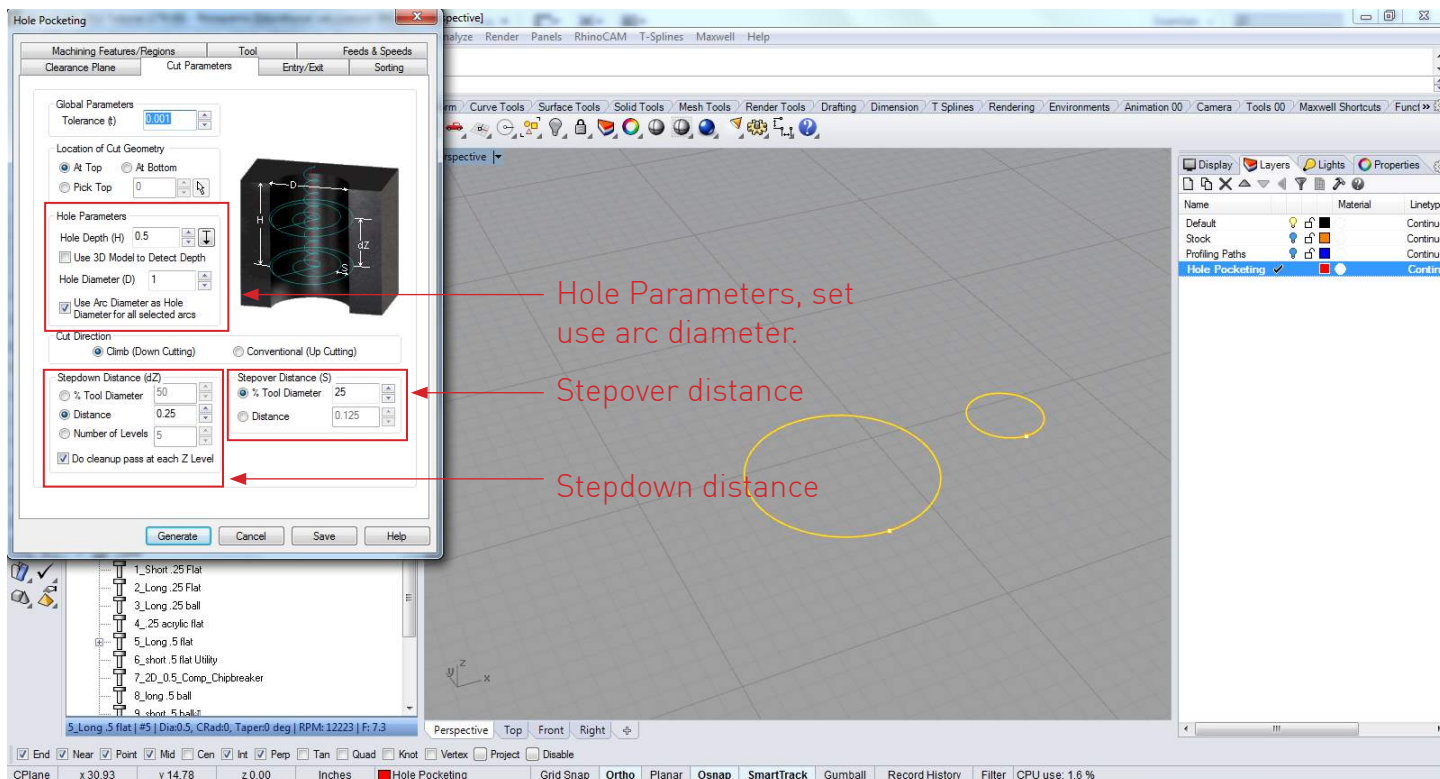 Hole Pocketing
spective]
Machining Features/Regions Tool Feeds & Speeds
Clearance Plane Cut Parameters Entry/Exit Sorting
Global Parameters
Tolerance (t) 0.001
Location of Cut Geometry
At Top At Bottom
Pick Top 0
Hole Parameters
Hole Depth (H) 0.5
Use 3D Model to Detect Depth
Hole Diameter (D) 1
Use Arc Diameter as Hole
Diameter for all selected arcs
D
H
dZ
S
Cut Direction
Climb (Down Cutting) Conventional (Up Cutting)
Stepdown Distance (dZ)
% Tool Diameter 50
Distance 0.25
Number of Levels 5
Do cleanup pass at each Z Level
Stepover Distance (S)
% Tool Diameter 25
Distance 0.125
Generate Cancel Save Help
nalyze Render Panels RhinoCAM T-Splines Maxwell Help
rm Curve Tools Surface Tools Solid Tools Mesh Tools Render Tools Drafting Dimension T Splines Rendering Environments Animation 00 Camera Tools 00 Maxwell Shortcuts Funct »
rspective
Hole Parameters, set
use arc diameter.
Stepover distance
Stepdown distance
Display Layers Lights Properties
Name Material Linetyp
Default Continu
Stock Continu
Profiling Paths Continu
Hole Pocketing Contin
1_Short .25 Flat
2_Long .25 Flat
3_Long .25 ball
4_.25 acrylic flat
5_Long .5 flat
6_short .5 flat Utility
7_2D_0.5_Comp_Chipbreaker
8_long .5 ball
5_Long .5 flat | #5 | Dia:0.5, CRad:0, Taper:0 deg | RPM: 12223 | F: 7.3
z
y x
Perspective Top Front Right
End Near Point Mid Cen Int Perp Tan Quad Knot Vertex Project Disable
CPlane x 30.93 y 14.78 z 0.00 Inches Hole Pocketing Grid Snap Ortho Planar Osnap SmartTrack Gumball Record History Filter CPU use: 1.6 %